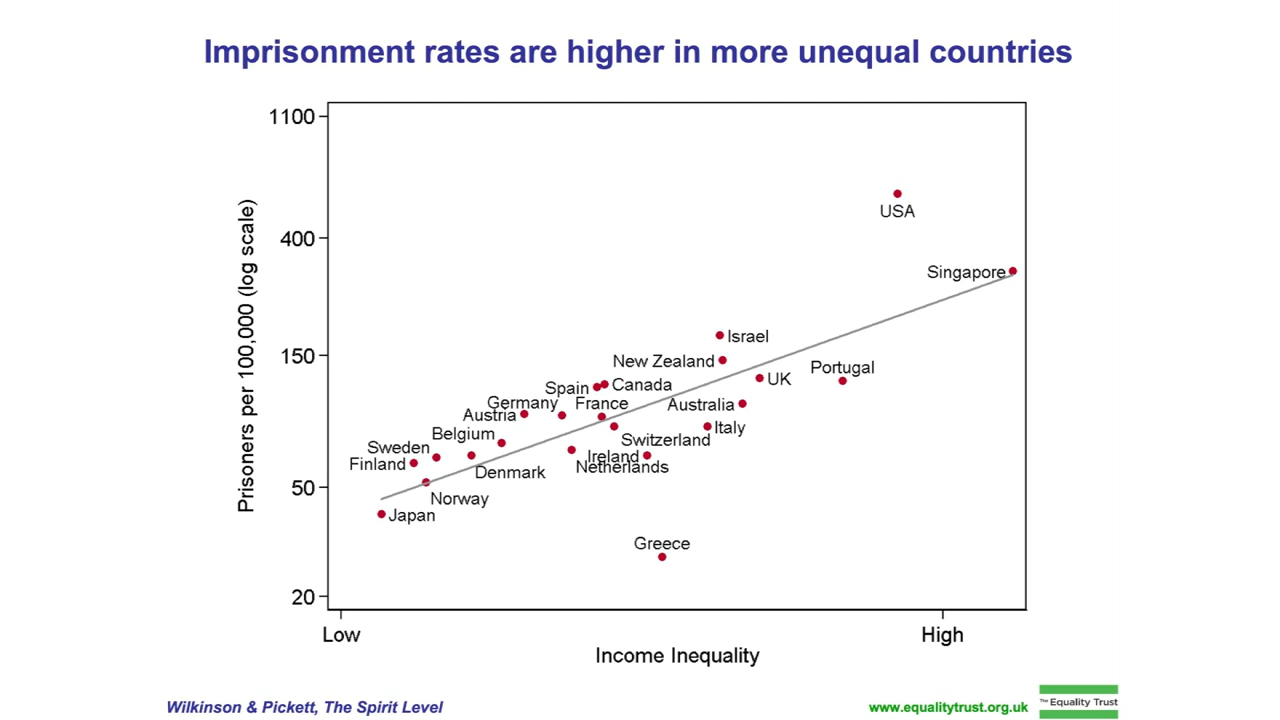 Imprisonment rates are higher in more unequal countries
Prisoners per 100,000 (log scale)
1100
400
150
50
20
USA
Singapore
Israel
New Zealand
Portugal
UK
Spain
Canada
Germany
France
Australia
Austria
Italy
Belgium
Switzerland
Sweden
Ireland
Finland
Netherlands
Denmark
Norway
Japan
Greece
Low
High
Income Inequality
Wilkinson & Pickett, The Spirit Level
www.equalitytrust.org.uk
The Equality Trust